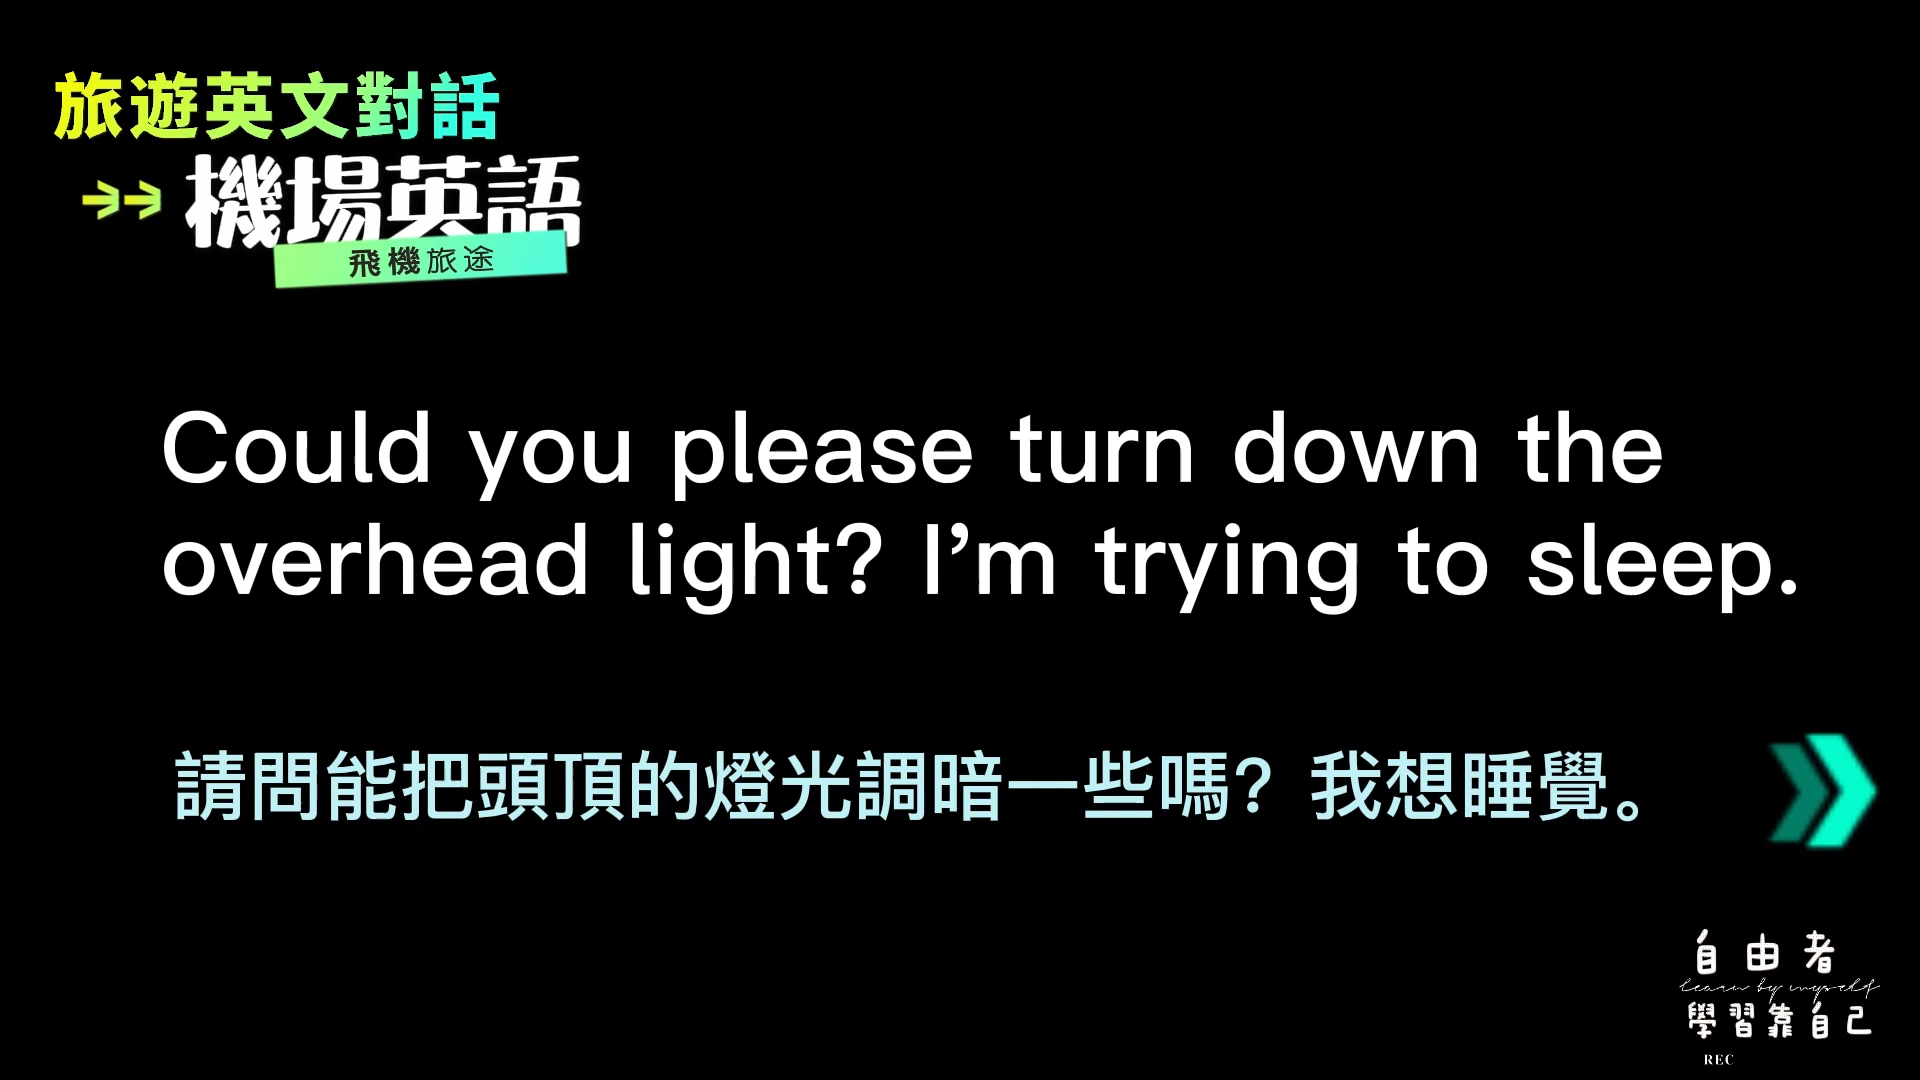 旅遊英文對話
機場英語
飛機旅途
Could you please turn down the
overhead light? I’m trying to sleep.
請問能把頭頂的燈光調暗一些嗎? 我想睡覺。
自由者
learn by myself
學習靠自己
REC